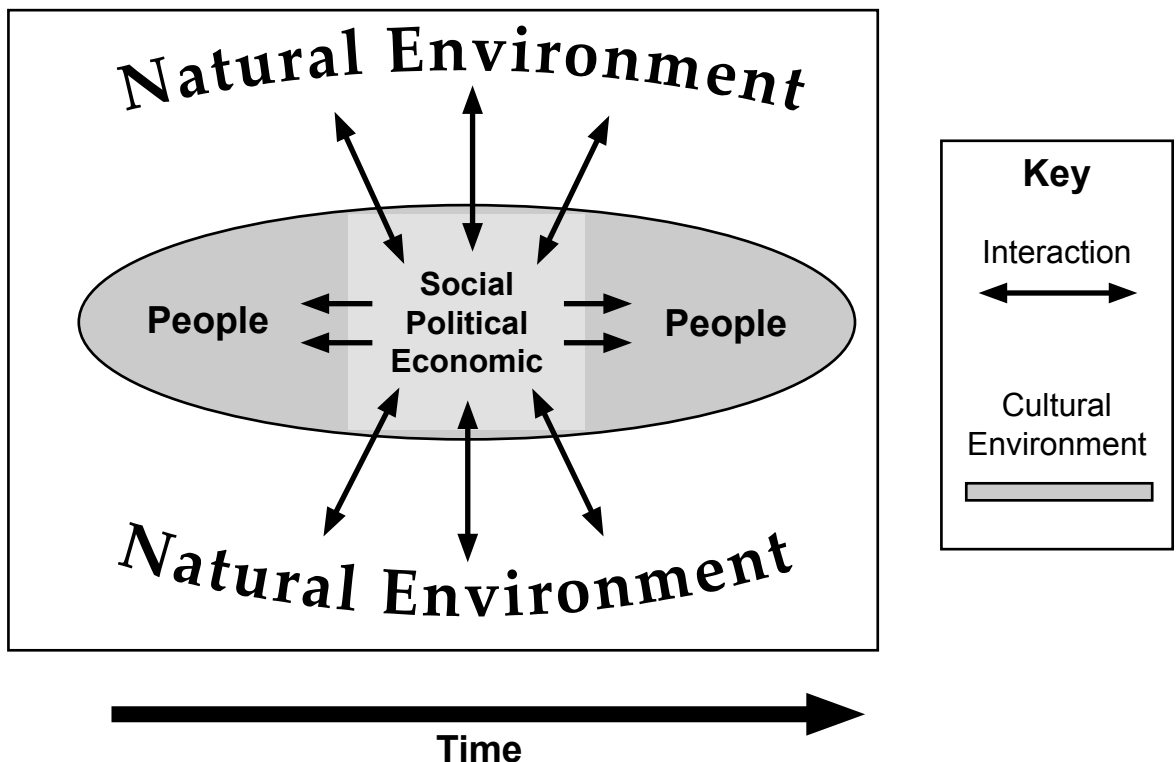 Natural Environment
People
Social
Political
Economic
People
Natural Environment
Time
Key
Interaction
Cultural
Environment